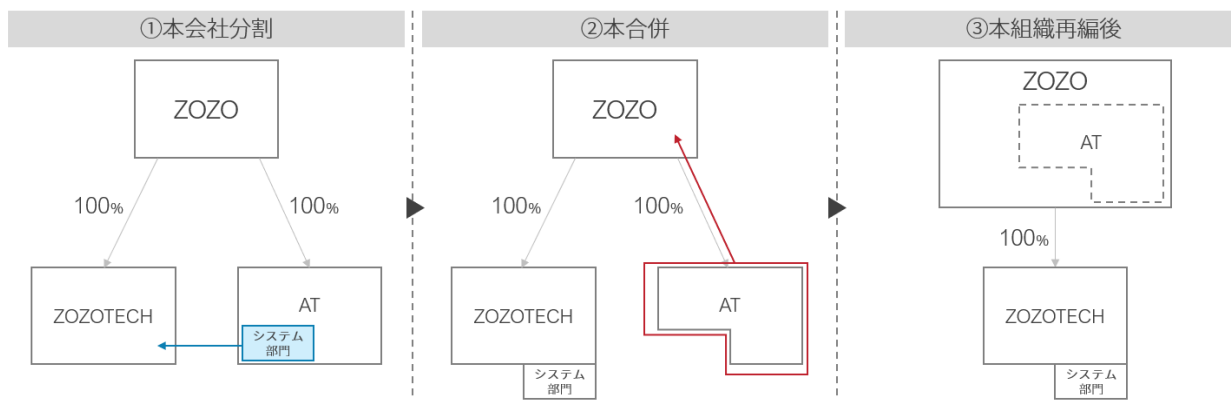 ①本会社分割
ZOZO
100%
100%
ZOZOTECH
AT
システム
部門
②本合併
ZOZO
100%
100%
ZOZOTECH
AT
システム
部門
③本組織再編後
ZOZO
AT
100%
ZOZOTECH
システム
部門